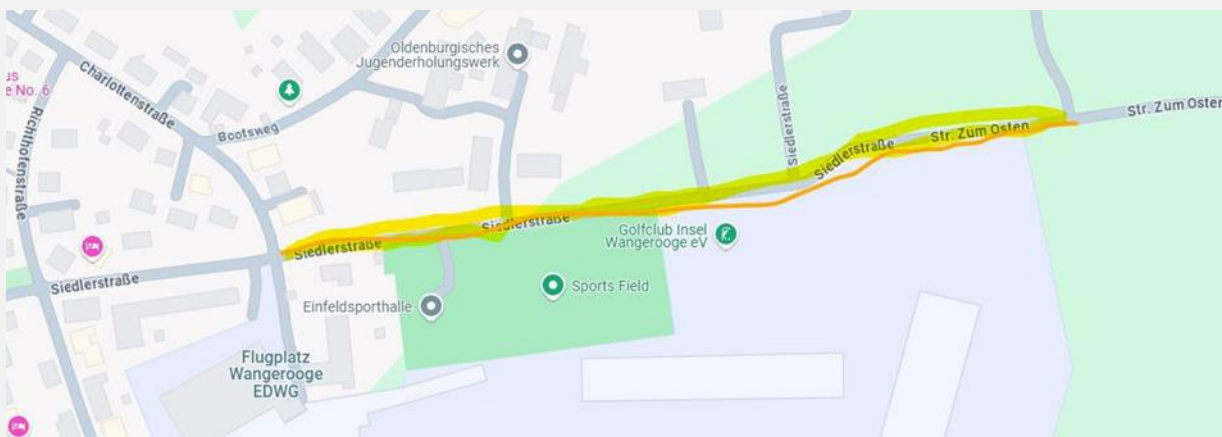 Oldenburgisches
Jugenderholungswerk
us
e No. 6
Charlottenstraße
Richthofenstraße
Bootsweg
Siedlerstraße
Str. Zum Osten
Str. Zum Osten
Siedlerstraße
Siedlerstraße
Siedlerstraße
Siedlerstraße
Golfclub Insel
Wangerooge eV
Sports Field
Einfeldsporthalle
Flugplatz
Wangerooge
EDWG